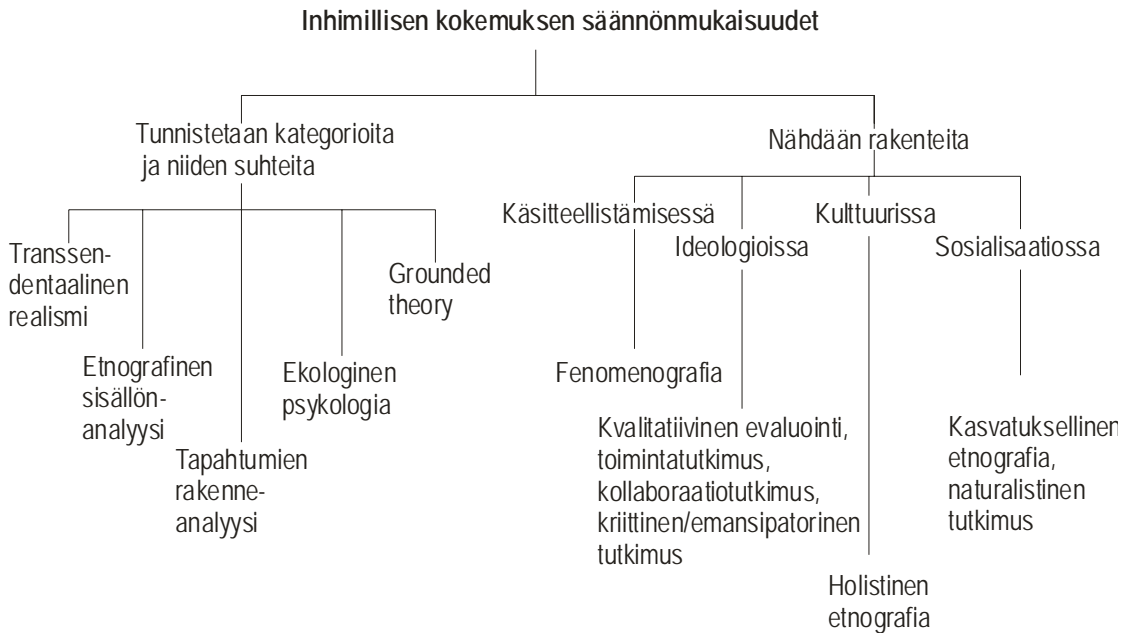 Inhimillisen kokemuksen säännönmukaisuudet
Tunnistetaan kategorioita
ja niiden suhteita
Nähdään rakenteita
Käsitteellistämisessä
Ideologioissa
Kulttuurissa
Sosialisaatiossa
Transsen-
dentaalinen
realismi
Etnografinen
sisällön-
analyysi
Tapahtumien
rakenne-
analyysi
Ekologinen
psykologia
Grounded
theory
Fenomenografia
Kvalitatiivinen evaluointi,
toimintatutkimus,
kollaboraatiotutkimus,
kriittinen/emansipatorinen
tutkimus
Holistinen
etnografia
Kasvatuksellinen
etnografia,
naturalistinen
tutkimus